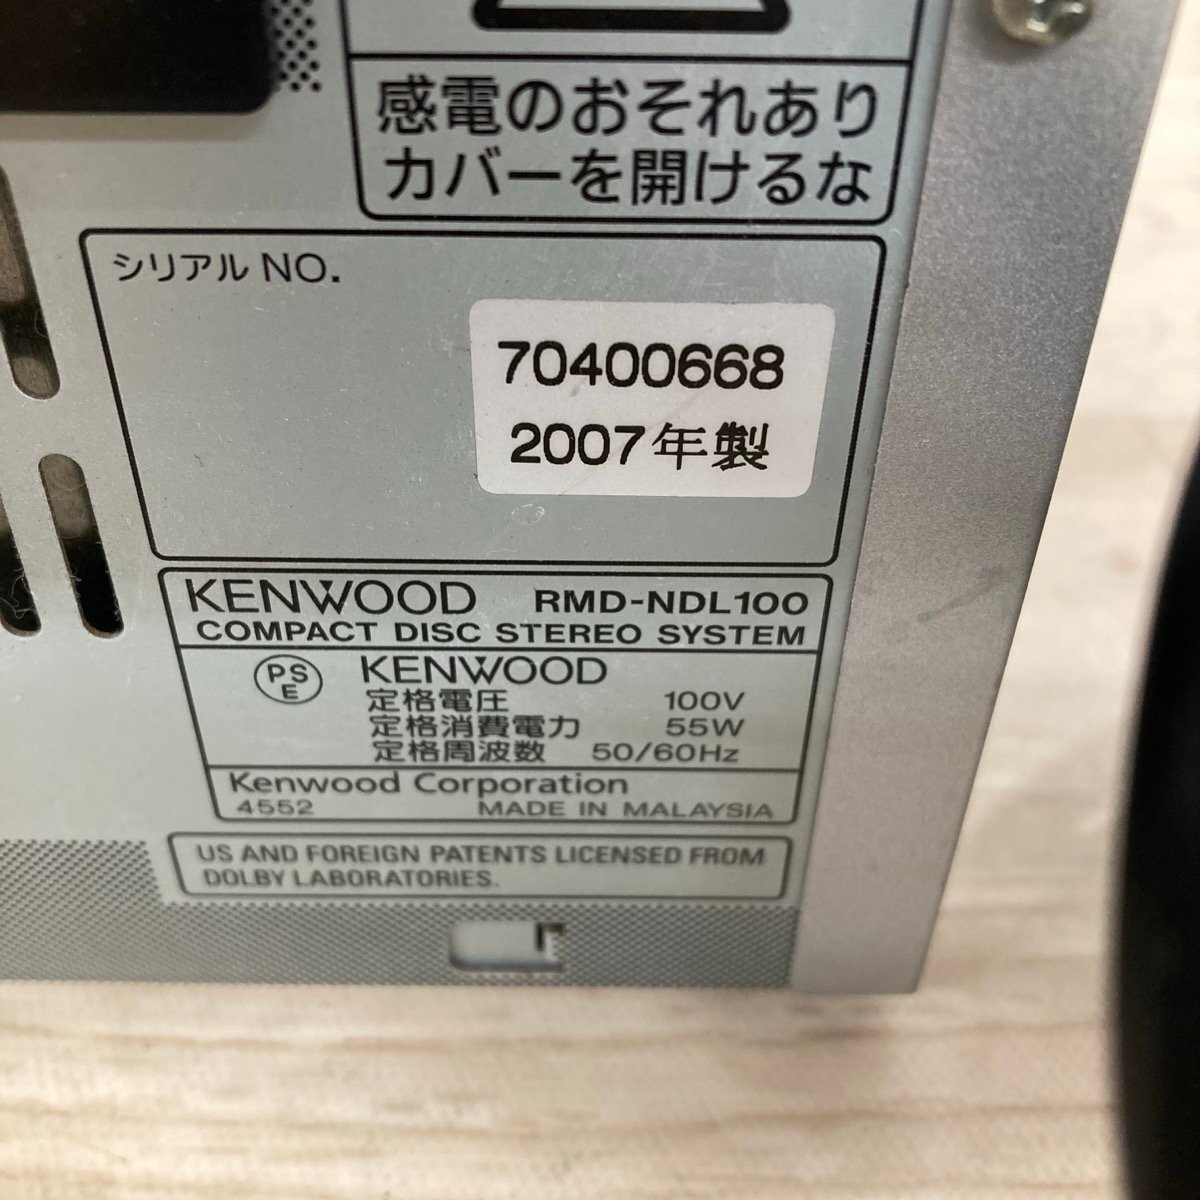 感電のおそれあり
カバーを開けるな
シリアル NO.
70400668
2007年製
KENWOOD RMD-NDL100
COMPACT DISC STEREO SYSTEM
PS E KENWOOD
定格電圧 100V
定格消費電力 55W
定格周波数 50/60Hz
Kenwood Corporation
4552 MADE IN MALAYSIA
US AND FOREIGN PATENTS LICENSED FROM
DOLBY LABORATORIES.